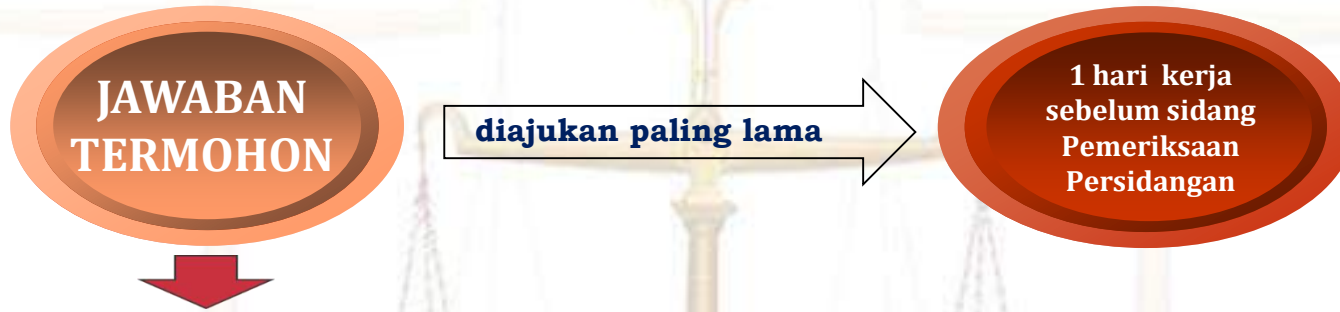 JAWABAN
TERMOHON
diajukan paling lama
1 hari kerja
sebelum sidang
Pemeriksaan
Persidangan